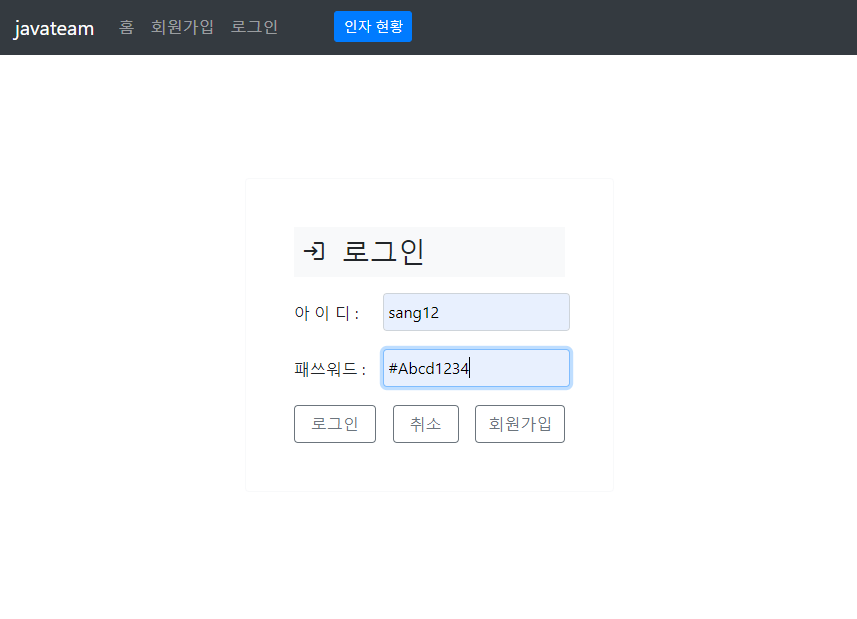 javateam 홈 회원가입 로그인 인자 현황
로그인
아 이 디 : sang12
패쓰워드 : #Abcd1234
로그인 취소 회원가입